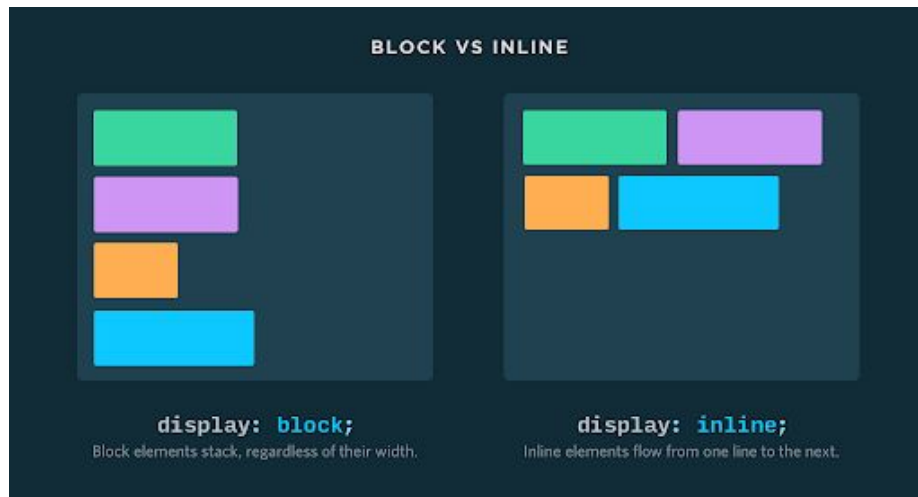 BLOCK VS INLINE
display: block;
Block elements stack, regardless of their width.
display: inline;
Inline elements flow from one line to the next.